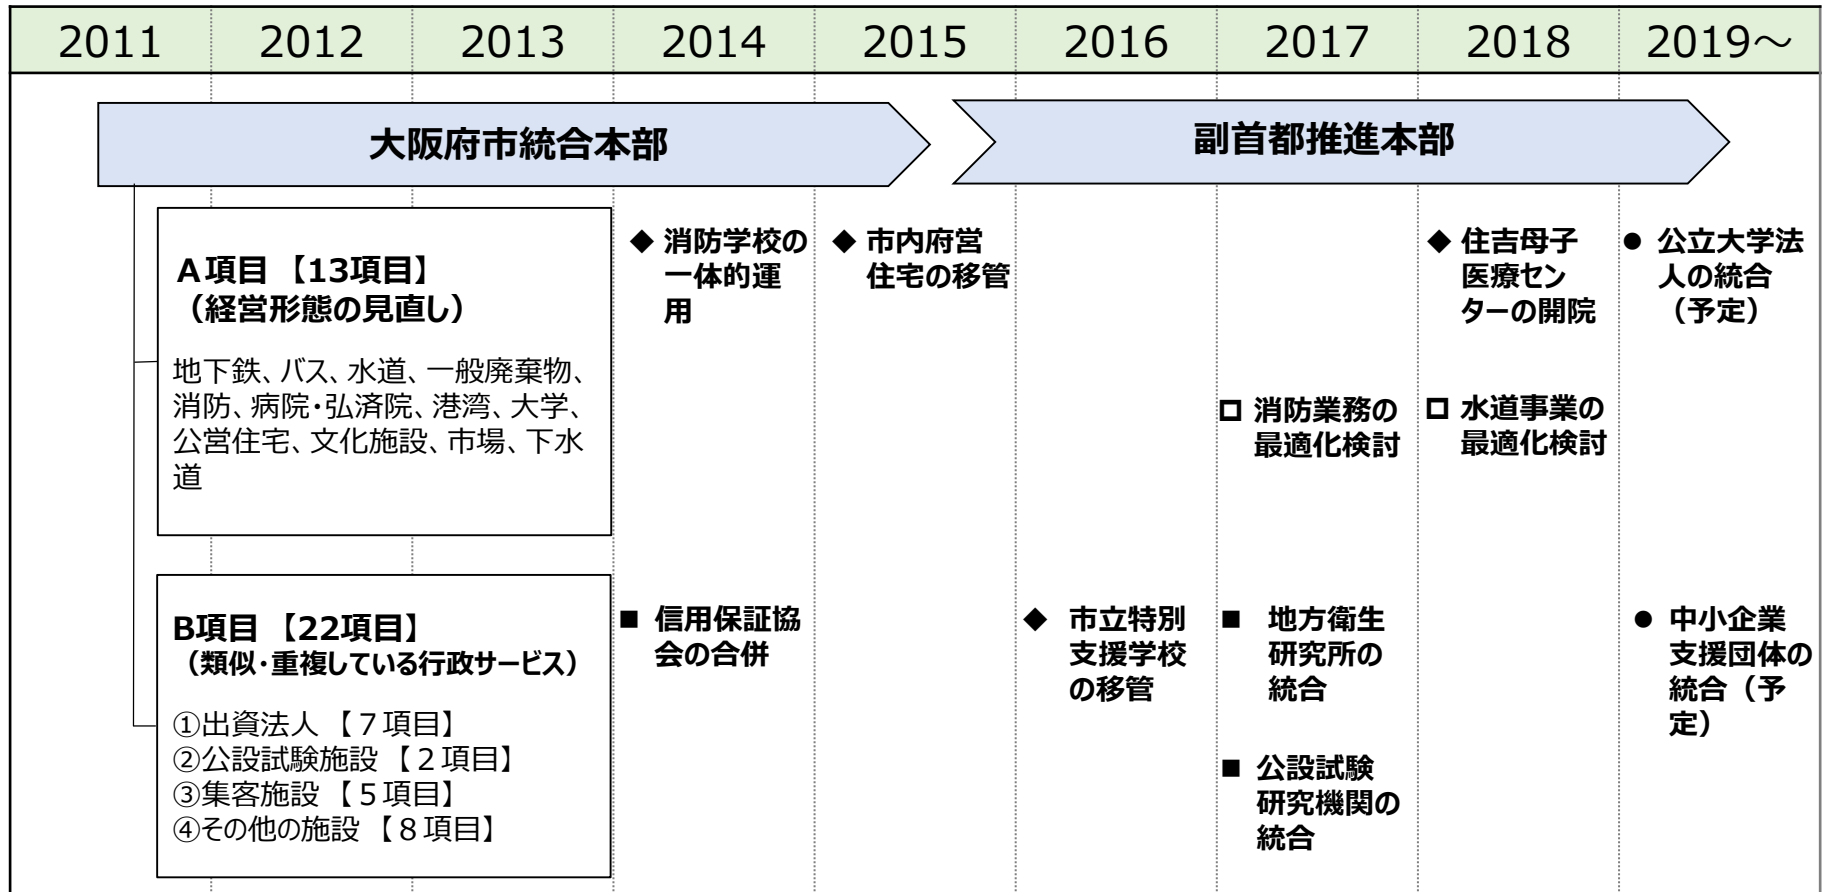 2011 2012 2013 2014 2015 2016 2017 2018 2019～
大阪府市統合本部
副首都推進本部
A項目 【13項目】
（経営形態の見直し）
地下鉄、バス、水道、一般廃棄物、
消防、病院・弘済院、港湾、大学、
公営住宅、文化施設、市場、下水
道
◆ 消防学校の
一体的運
用
◆ 市内府営
住宅の移管
◆ 住吉母子
医療セン
ターの開院
● 公立大学法
人の統合
（予定）
□ 消防業務の
最適化検討
□ 水道事業の
最適化検討
B項目 【22項目】
（類似・重複している行政サービス）
①出資法人 【７項目】
②公設試験施設 【２項目】
③集客施設 【５項目】
④その他の施設 【８項目】
■ 信用保証協
会の合併
◆ 市立特別
支援学校
の移管
■ 地方衛生
研究所の
統合
■ 公設試験
研究機関の
統合
● 中小企業
支援団体の
統合（予
定）